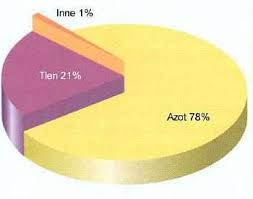 Inne 1%
Tlen 21%
Azot 78%